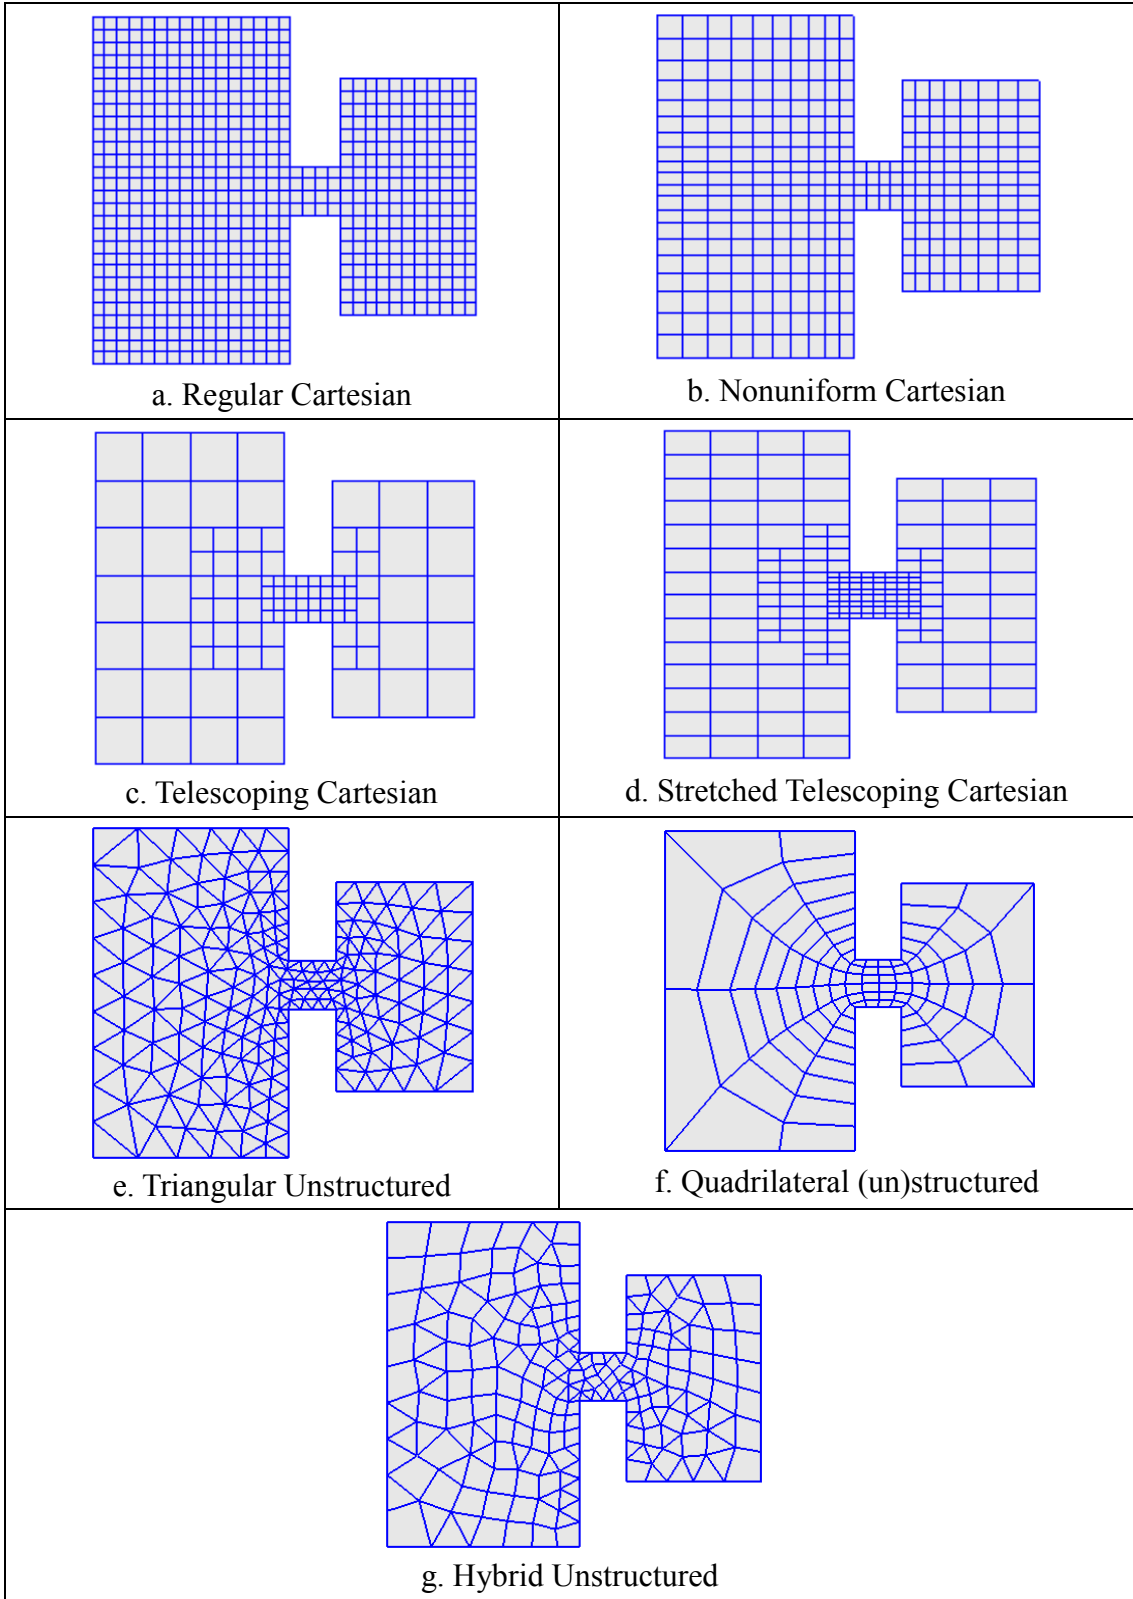 a. Regular Cartesian
b. Nonuniform Cartesian
c. Telescoping Cartesian
d. Stretched Telescoping Cartesian
e. Triangular Unstructured
f. Quadrilateral (un)structured
g. Hybrid Unstructured